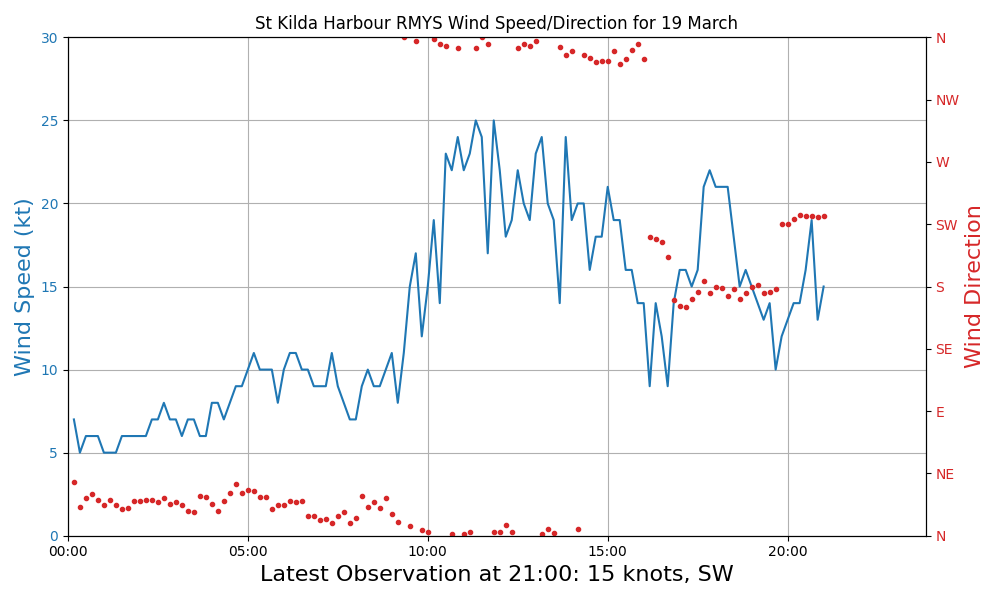 St Kilda Harbour RMYS Wind Speed/Direction for 19 March
Wind Speed (kt)
30
25
20
15
10
5
0
N
NW
W
SW
S
SE
E
NE
N
Wind Direction
00:00 05:00 10:00 15:00 20:00
Latest Observation at 21:00: 15 knots, SW